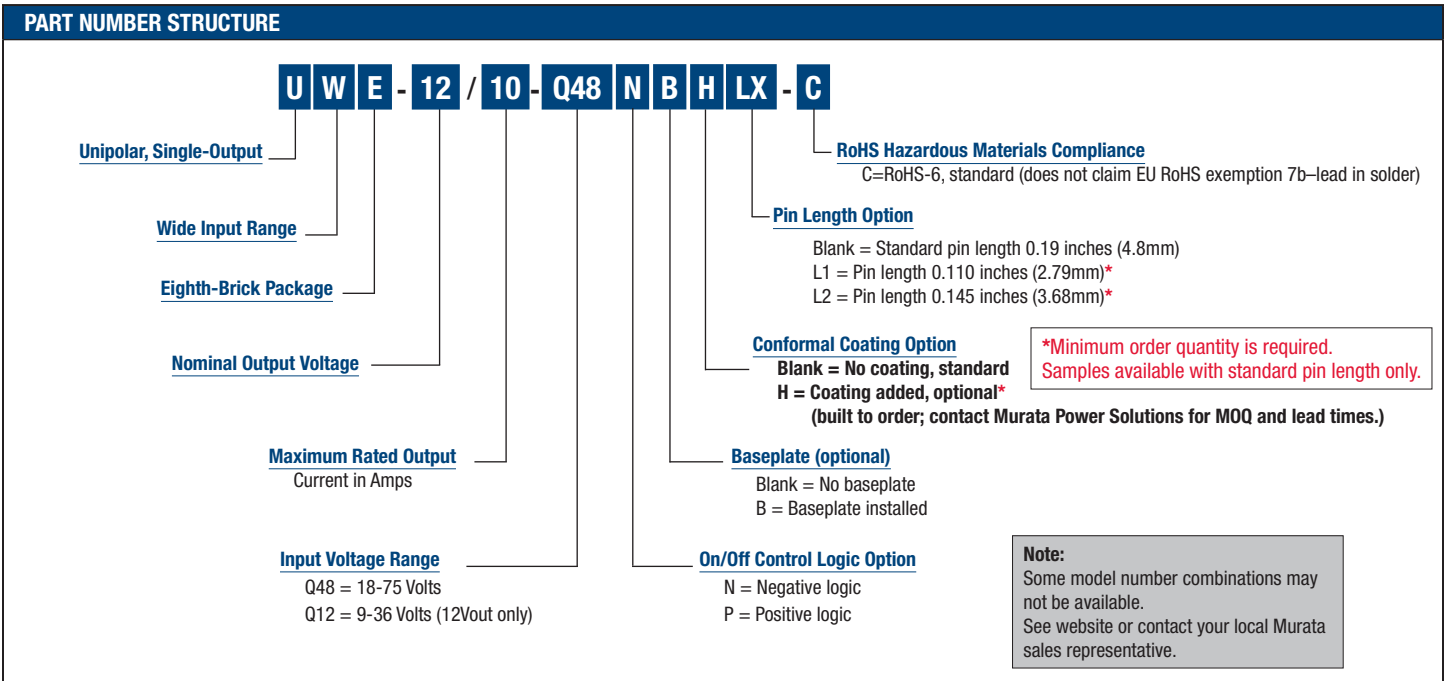 PART NUMBER STRUCTURE
U W E - 12 / 10 - Q48 N B H LX - C
Unipolar, Single-Output
Wide Input Range
Eighth-Brick Package
Nominal Output Voltage
Maximum Rated Output
Current in Amps
Input Voltage Range
Q48 = 18-75 Volts
Q12 = 9-36 Volts (12Vout only)
RoHS Hazardous Materials Compliance
C=RoHS-6, standard (does not claim EU RoHS exemption 7b–lead in solder)
Pin Length Option
Blank = Standard pin length 0.19 inches (4.8mm)
L1 = Pin length 0.110 inches (2.79mm)*
L2 = Pin length 0.145 inches (3.68mm)*
Conformal Coating Option
Blank = No coating, standard
H = Coating added, optional*
(built to order; contact Murata Power Solutions for MOQ and lead times.)
*Minimum order quantity is required.
Samples available with standard pin length only.
Baseplate (optional)
Blank = No baseplate
B = Baseplate installed
On/Off Control Logic Option
N = Negative logic
P = Positive logic
Note:
Some model number combinations may
not be available.
See website or contact your local Murata
sales representative.